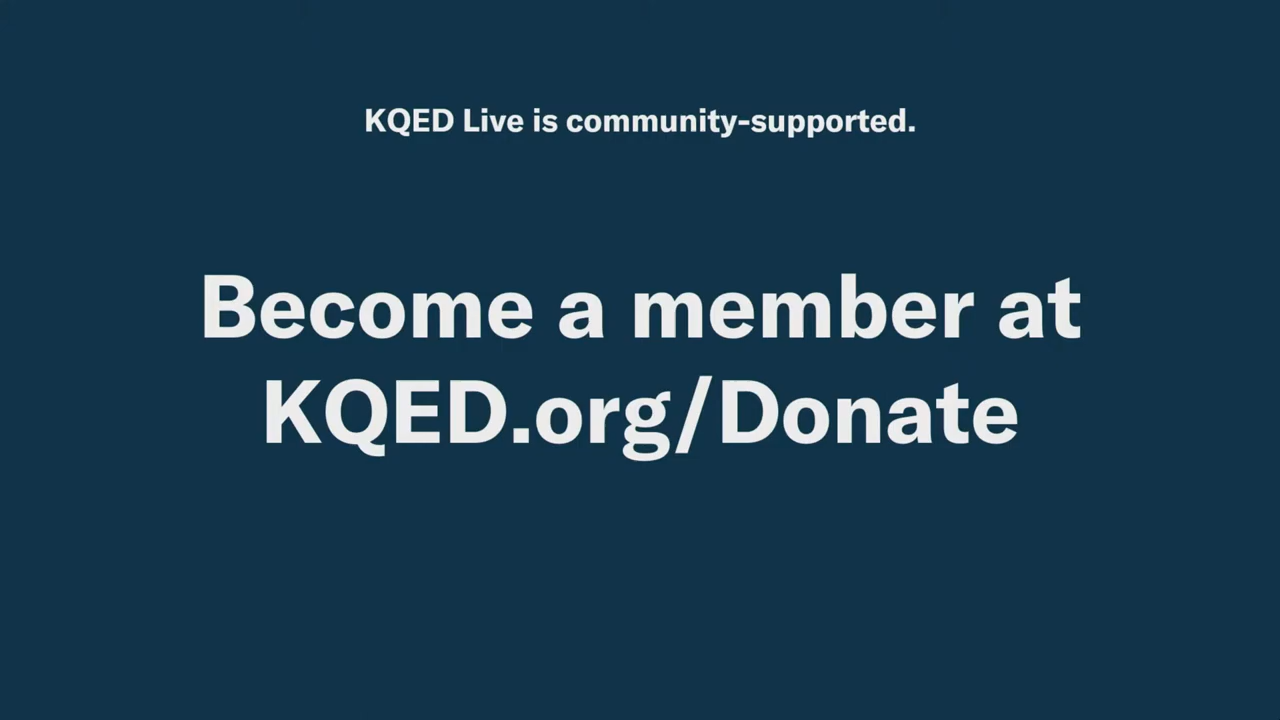 KQED Live is community-supported.
Become a member at
KQED.org/Donate